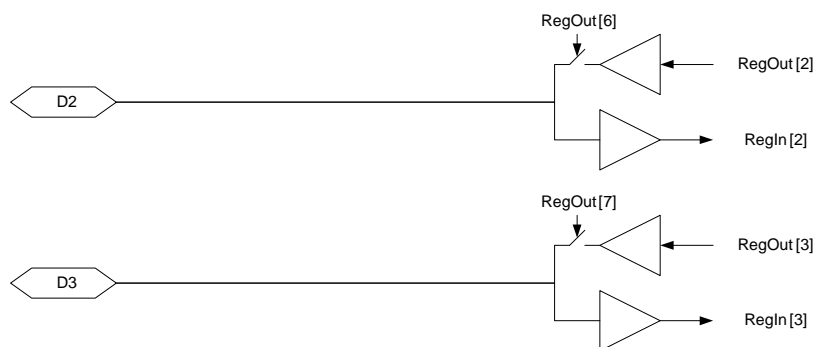 RegOut[6]
RegOut[2]
D2
RegIn[2]
RegOut[7]
RegOut[3]
D3
RegIn[3]